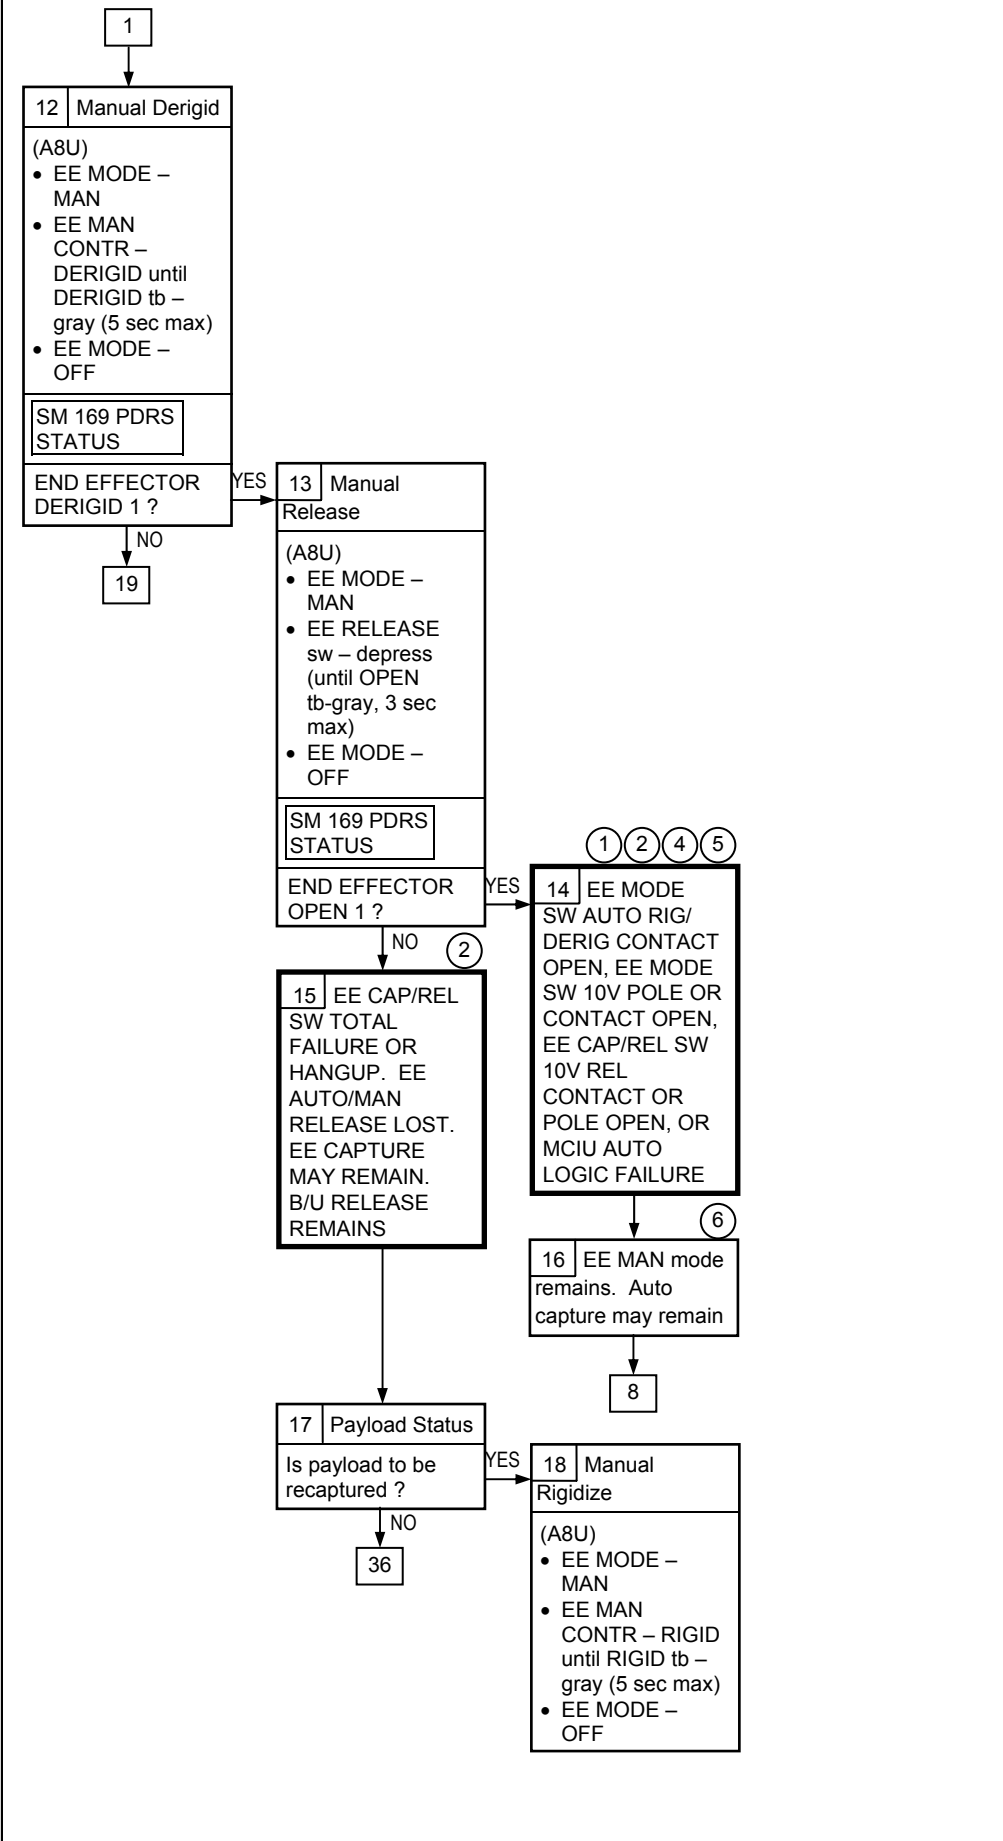 1
12 Manual Derigid
(A8U)
• EE MODE –
MAN
• EE MAN
CONTR –
DERIGID until
DERIGID tb –
gray (5 sec max)
• EE MODE –
OFF
SM 169 PDRS
STATUS
END EFFECTOR
DERIGID 1 ?
YES
NO
19
13 Manual
Release
(A8U)
• EE MODE –
MAN
• EE RELEASE
sw – depress
(until OPEN
tb-gray, 3 sec
max)
• EE MODE –
OFF
SM 169 PDRS
STATUS
END EFFECTOR
OPEN 1 ?
YES
NO
1 2 4 5
14 EE MODE
SW AUTO RIG/
DERIG CONTACT
OPEN, EE MODE
SW 10V POLE OR
CONTACT OPEN,
EE CAP/REL SW
10V REL
CONTACT OR
POLE OPEN, OR
MCIU AUTO
LOGIC FAILURE
2
15 EE CAP/REL
SW TOTAL
FAILURE OR
HANGUP.  EE
AUTO/MAN
RELEASE LOST.
EE CAPTURE
MAY REMAIN.
B/U RELEASE
REMAINS
6
16 EE MAN mode
remains.  Auto
capture may remain
8
17 Payload Status
Is payload to be
recaptured ?
YES
NO
36
18 Manual
Rigidize
(A8U)
• EE MODE –
MAN
• EE MAN
CONTR – RIGID
until RIGID tb –
gray (5 sec max)
• EE MODE –
OFF